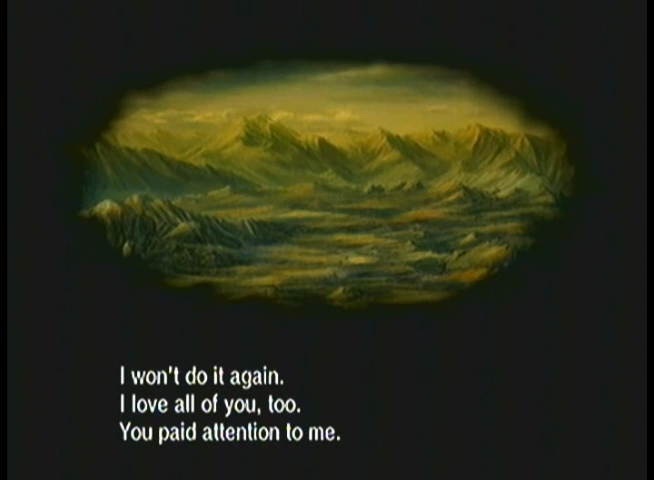 I won't do it again.
I love all of you, too.
You paid attention to me.